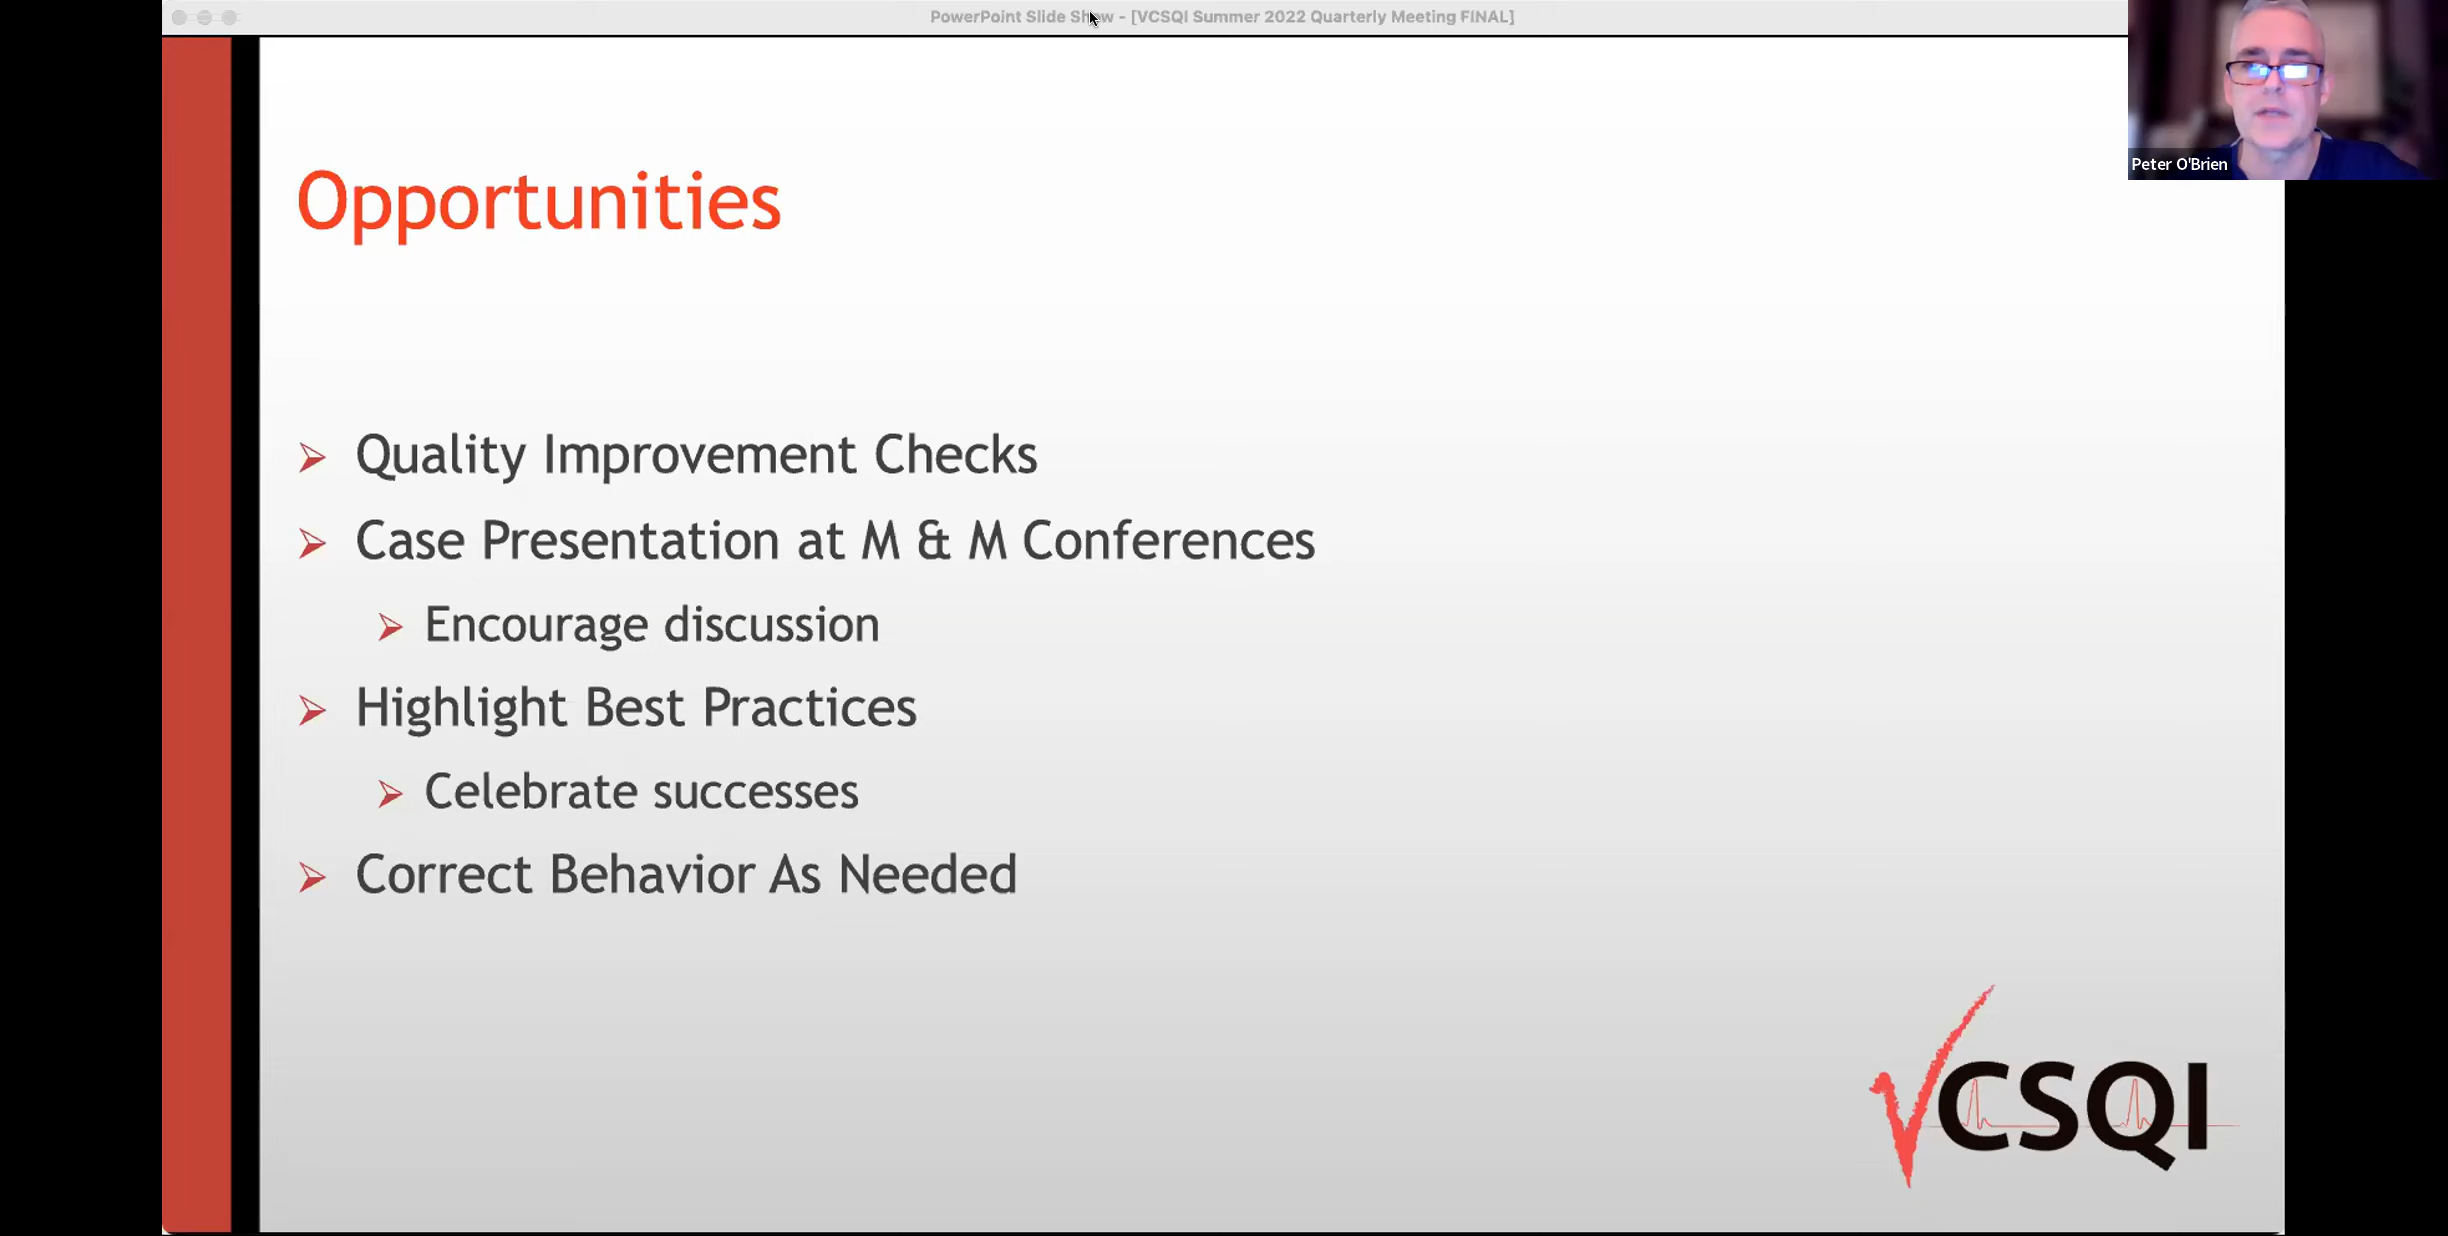 PowerPoint Slide Show - [VCSQI Summer 2022 Quarterly Meeting FINAL]
Peter O'Brien
Opportunities
Quality Improvement Checks
Case Presentation at M & M Conferences
Encourage discussion
Highlight Best Practices
Celebrate successes
Correct Behavior As Needed
VCSQI